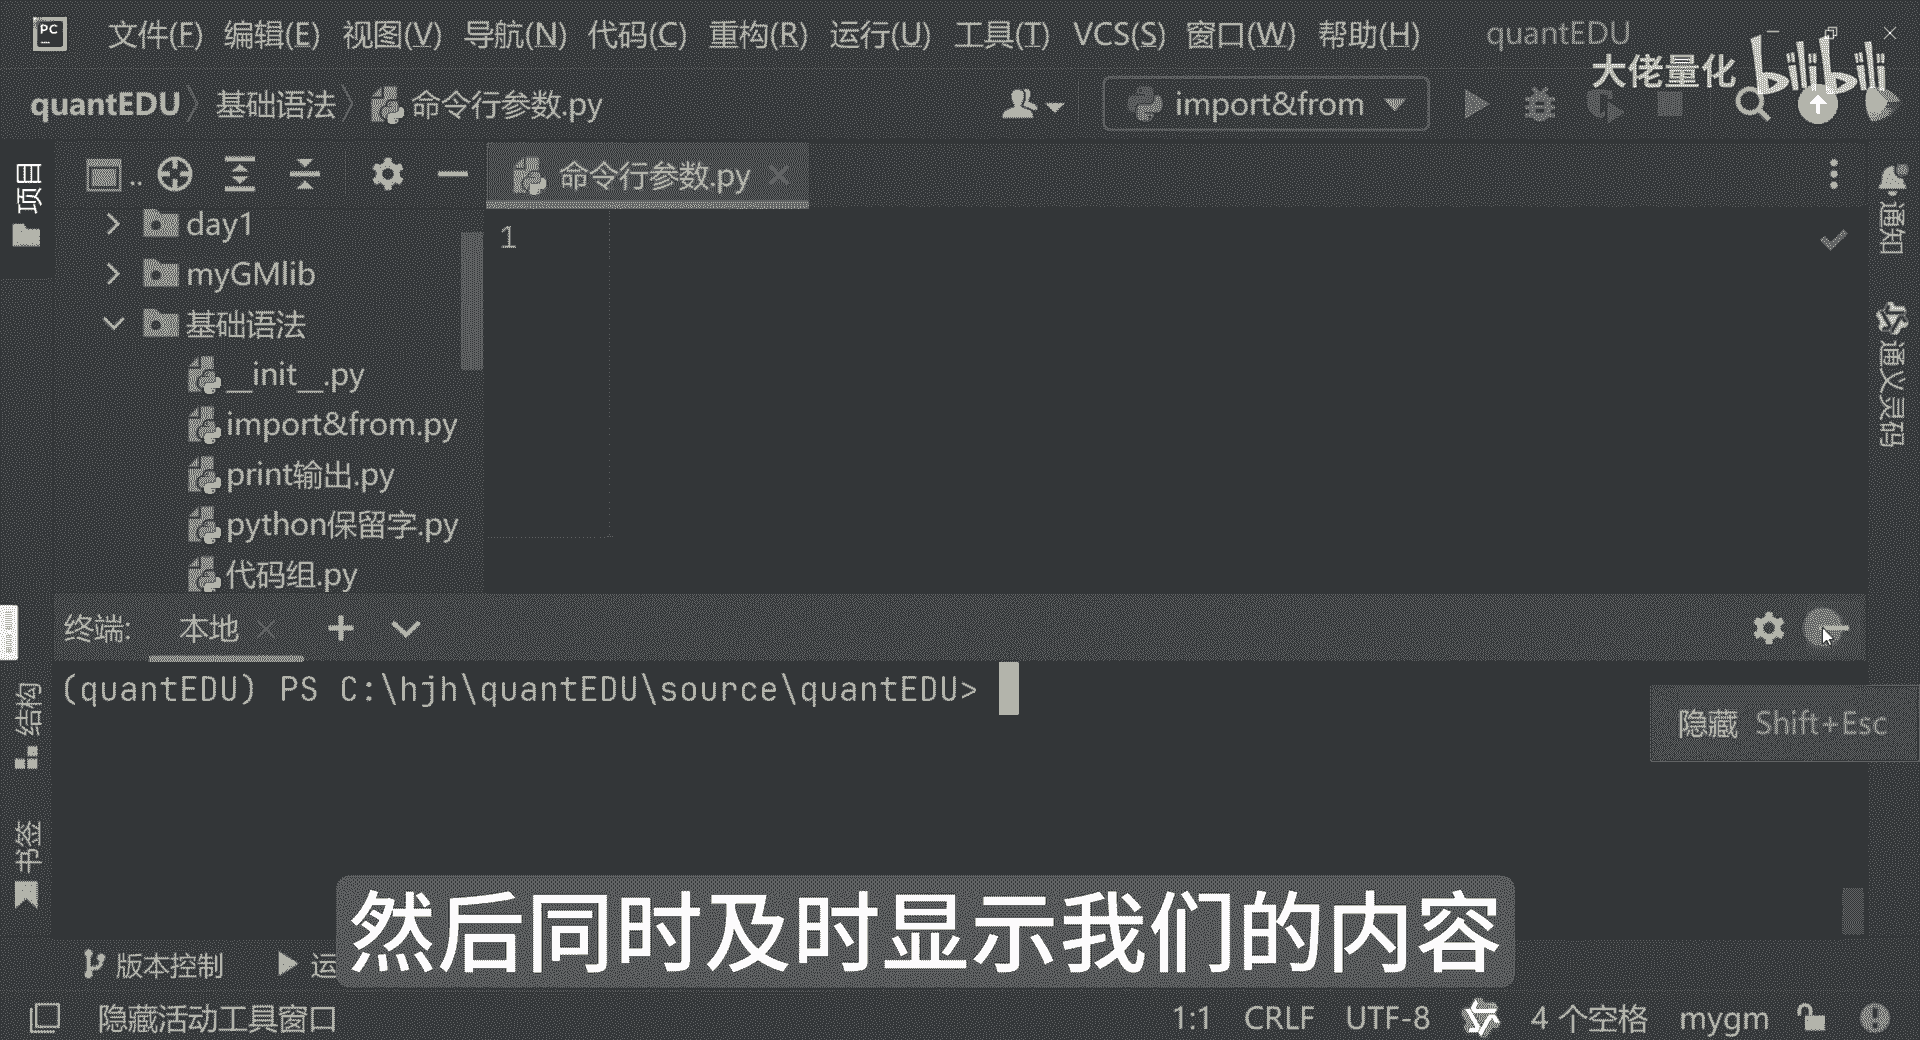 PC 文件(F) 编辑(E) 视图(V) 导航(N) 代码(C) 重构(R) 运行(U) 工具(T) VCS(S) 窗口(W) 帮助(H) quantEDU
大佬量化 bilibili
quantEDU 基础语法 命令行参数.py import&from
项目
命令行参数.py
通知
通义灵码
day1
myGMlib
基础语法
__init__.py
import&from.py
print输出.py
python保留字.py
代码组.py
1
终端: 本地
(quantEDU) PS C:\hjh\quantEDU\source\quantEDU>
隐藏 Shift+Esc
结构
书签
然后同时及时显示我们的内容
版本控制 运
隐藏活动工具窗口 1:1 CRLF UTF-8 4 个空格 mygm